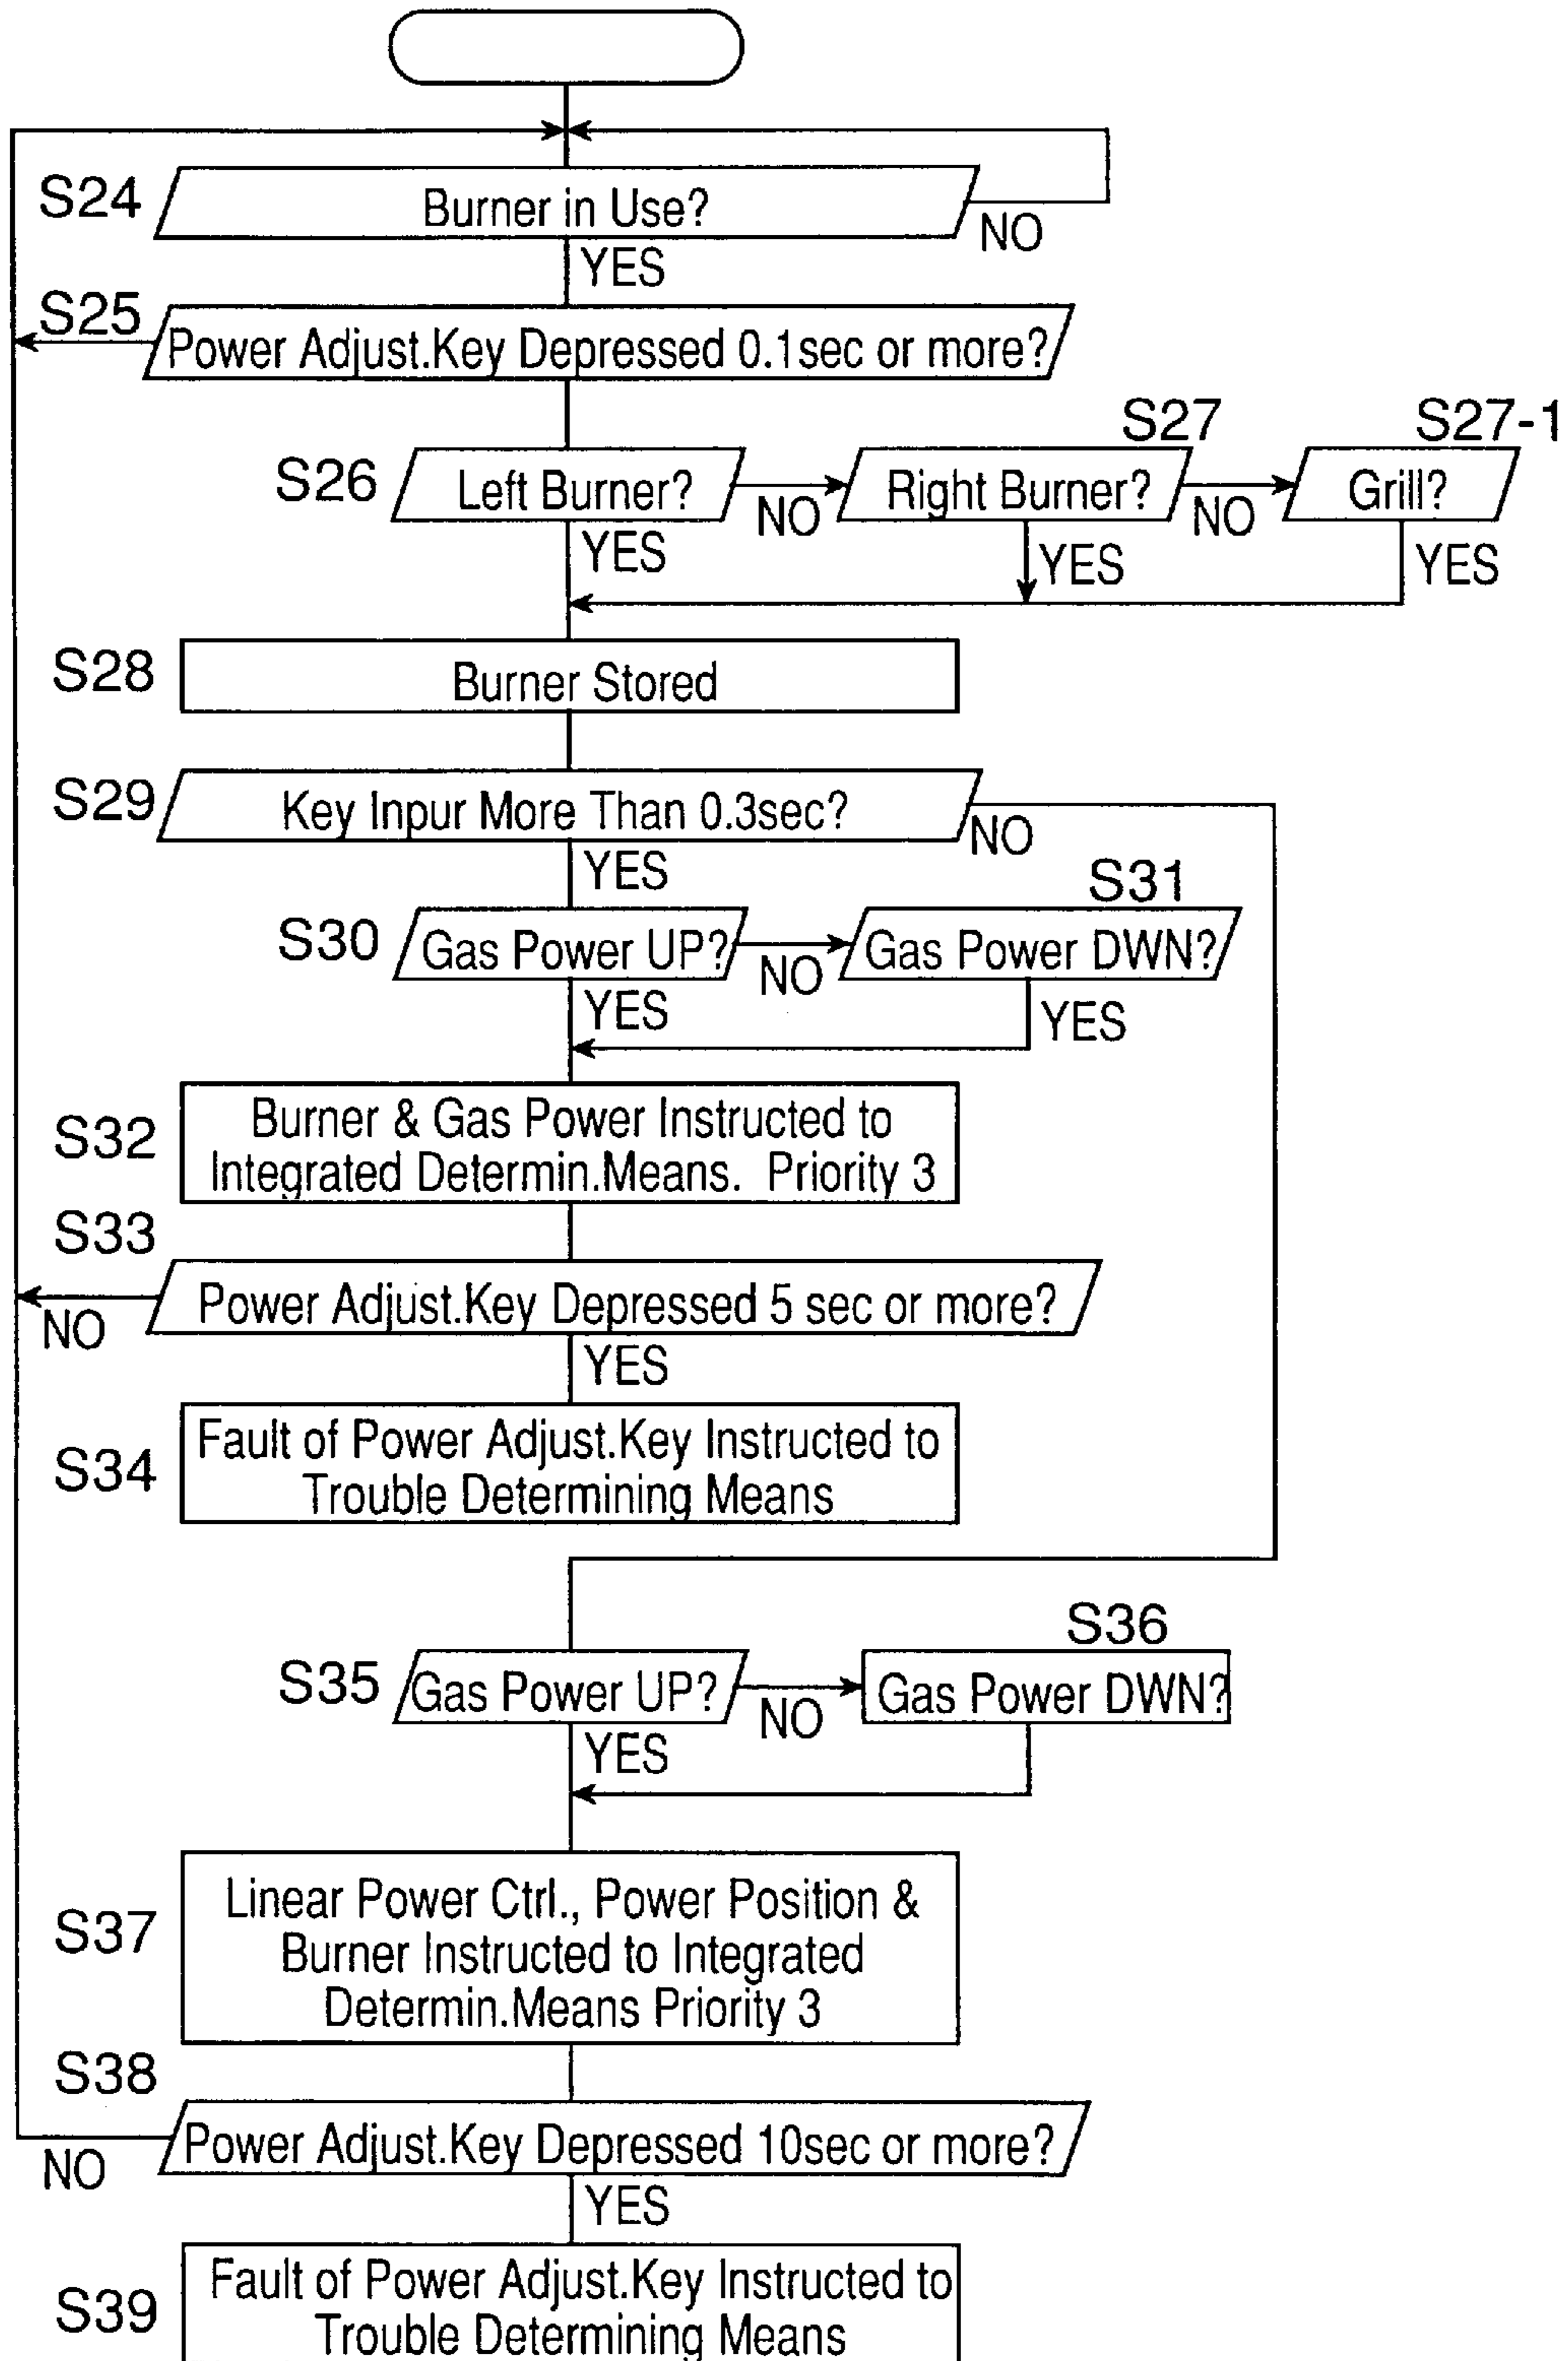 S24
Burner in Use?
NO
YES
S25
Power Adjust.Key Depressed 0.1sec or more?
S26
Left Burner?
NO
YES
S27
Right Burner?
NO
YES
S27-1
Grill?
YES
S28
Burner Stored
S29
Key Inpur More Than 0.3sec?
NO
YES
S30
Gas Power UP?
NO
YES
S31
Gas Power DWN?
YES
S32
Burner & Gas Power Instructed to
Integrated Determin.Means. Priority 3
S33
Power Adjust.Key Depressed 5 sec or more?
NO
YES
S34
Fault of Power Adjust.Key Instructed to
Trouble Determining Means
S35
Gas Power UP?
NO
YES
S36
Gas Power DWN?
S37
Linear Power Ctrl., Power Position &
Burner Instructed to Integrated
Determin.Means Priority 3
S38
Power Adjust.Key Depressed 10sec or more?
NO
YES
S39
Fault of Power Adjust.Key Instructed to
Trouble Determining Means